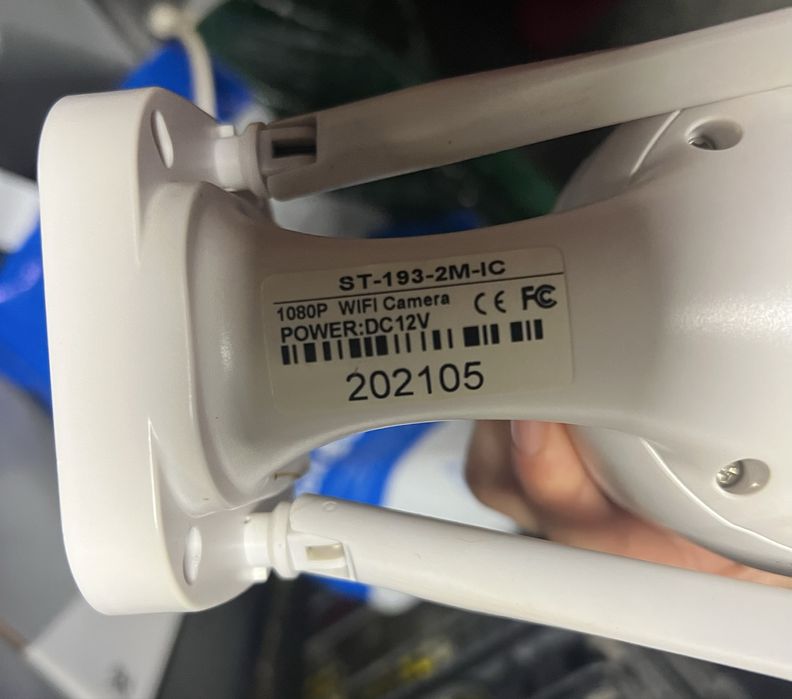 ST-193-2M-IC
1080P WIFI Camera CE FC
POWER:DC12V
202105